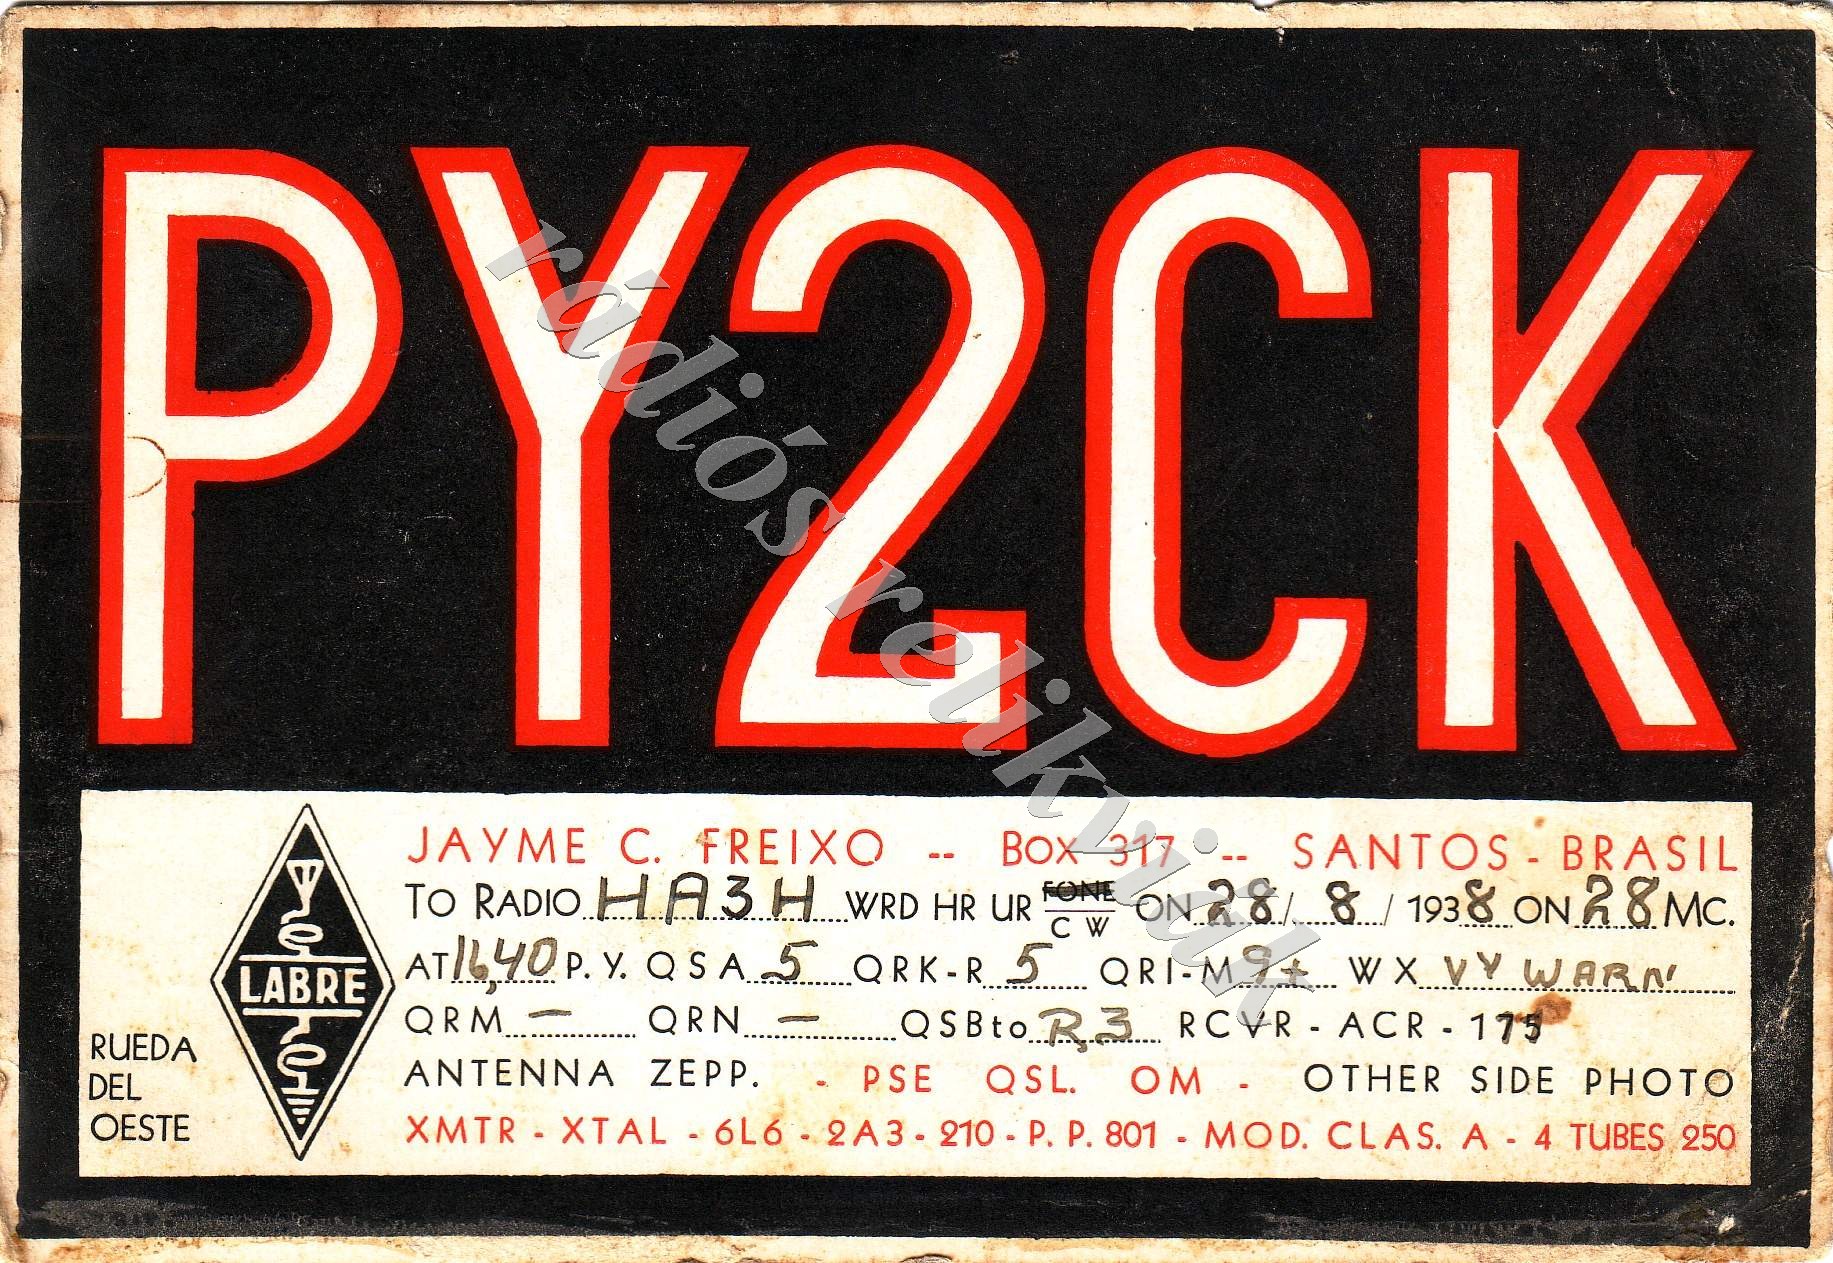 PY2CK
rádiós relikviák
JAYME C. FREIXO -- BOX 317 -- SANTOS - BRASIL
TO RADIO HA3H WRD HR UR FONE CW ON 28 / 8 / 1938 ON 28 MC.
AT 16,40 P.Y. QSA 5 QRK-R 5 QRI-M 9+ WX VY WARM
QRM — QRN — QSB to R 3 RCVR - ACR - 175
ANTENNA ZEPP. - PSE QSL. OM - OTHER SIDE PHOTO
XMTR - XTAL - 6L6 - 2A3 - 210 - P. P. 801 - MOD. CLAS. A - 4 TUBES 250
LABRE
RUEDA
DEL
OESTE